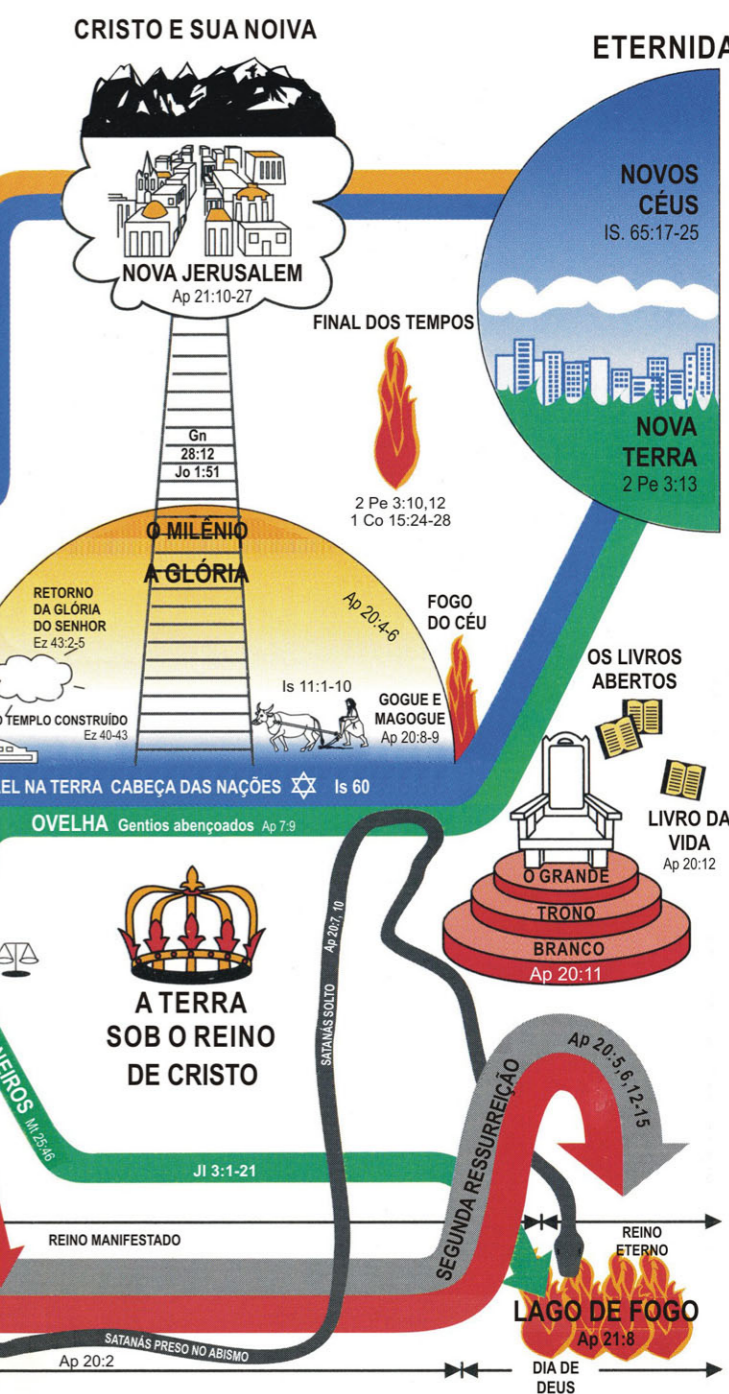 CRISTO E SUA NOIVA
ETERNIDA
NOVOS
CÉUS
IS. 65:17-25
NOVA JERUSALEM
Ap 21:10-27
FINAL DOS TEMPOS
NOVA
TERRA
2 Pe 3:13
Gn
28:12
Jo 1:51
2 Pe 3:10,12
1 Co 15:24-28
O MILÊNIO
A GLÓRIA
RETORNO
DA GLÓRIA
DO SENHOR
Ez 43:2-5
Ap 20:4-6
FOGO
DO CÉU
Is 11:1-10
GOGUE E
MAGOGUE
Ap 20:8-9
OS LIVROS
ABERTOS
O TEMPLO CONSTRUÍDO
Ez 40-43
EL NA TERRA CABEÇA DAS NAÇÕES Is 60
OVELHA Gentios abençoados Ap 7:9
LIVRO DA
VIDA
Ap 20:12
O GRANDE
TRONO
BRANCO
Ap 20:11
A TERRA
SOB O REINO
DE CRISTO
SATANÁS SOLTO Ap 20:7, 10
NEIROS Mt 25:46
Jl 3:1-21
SEGUNDA RESSURREIÇÃO
Ap 20:5,6,12-15
REINO MANIFESTADO
REINO
ETERNO
LAGO DE FOGO
Ap 21:8
SATANÁS PRESO NO ABISMO
Ap 20:2
DIA DE
DEUS